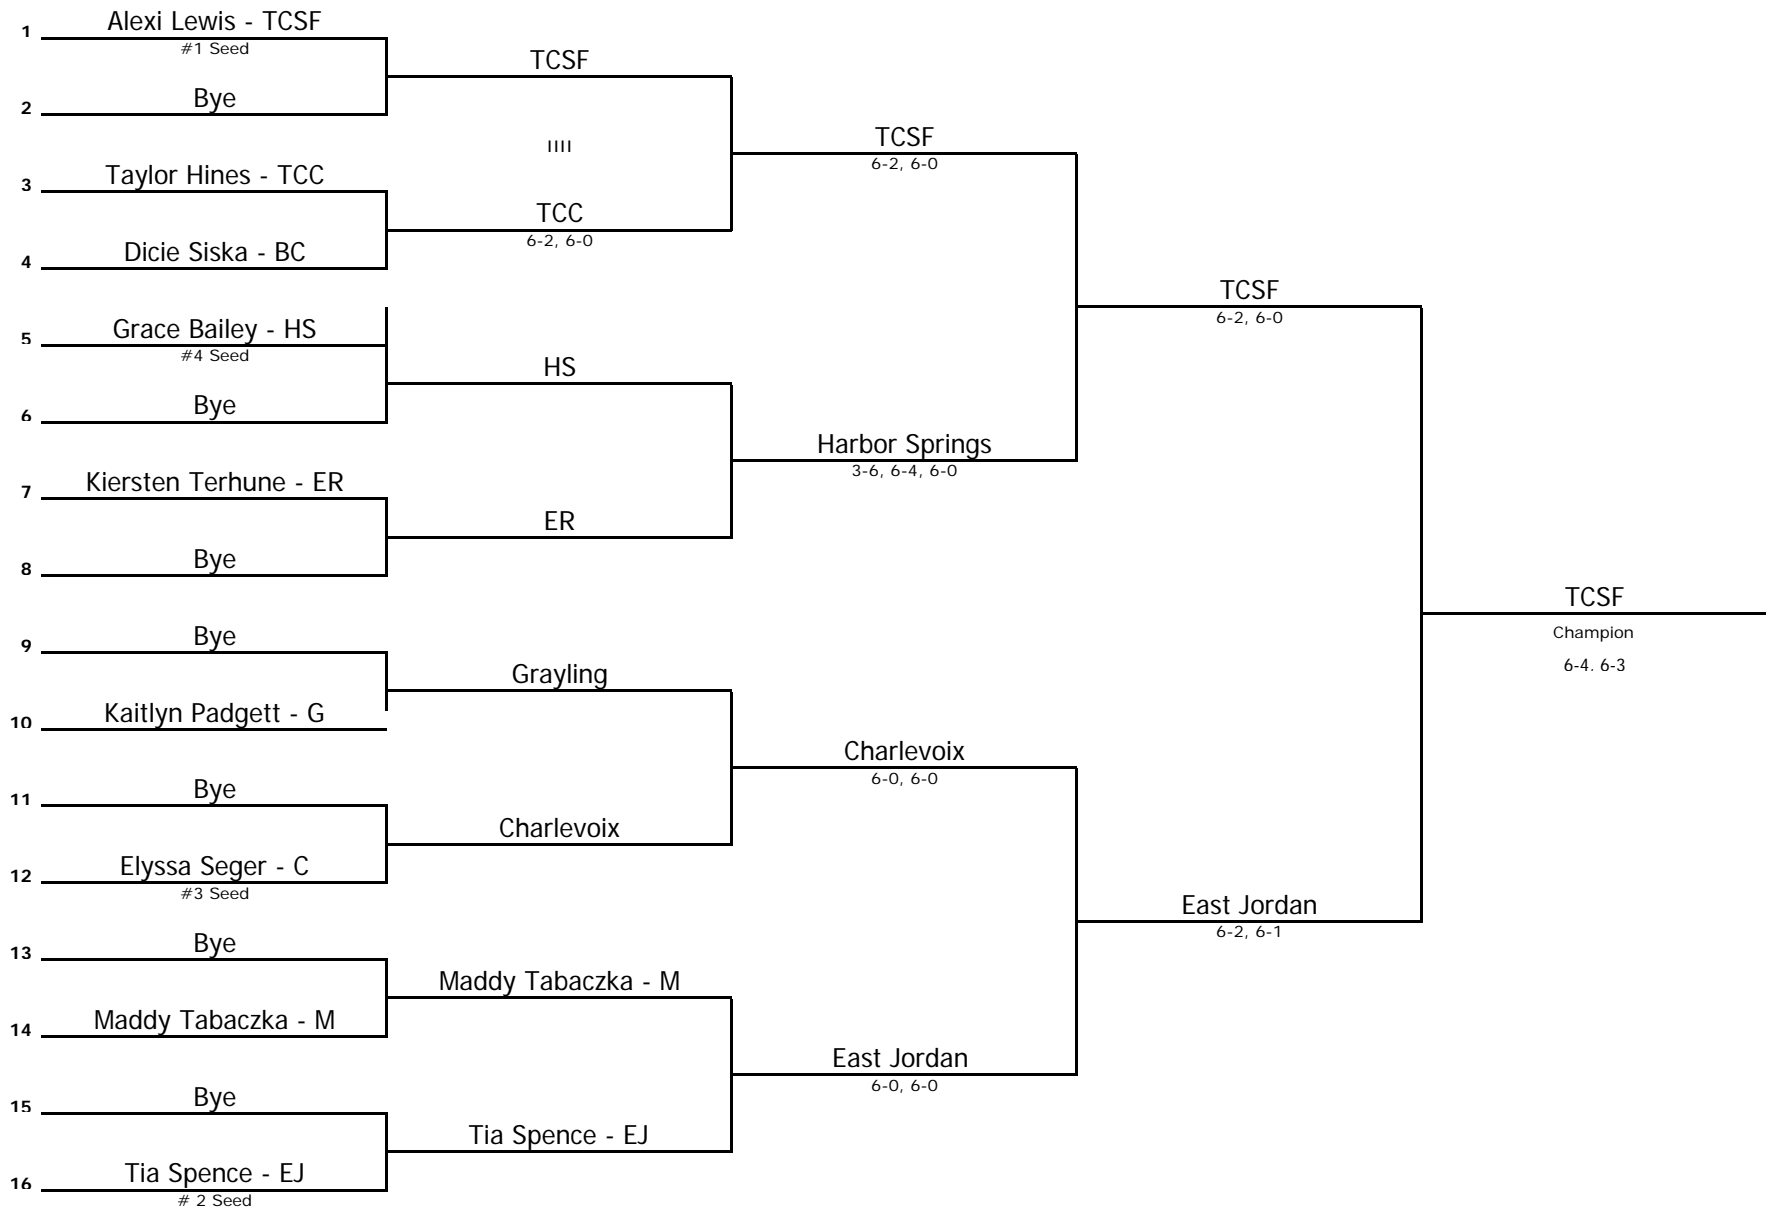 1 Alexi Lewis - TCSF
#1 Seed
TCSF
2 Bye
IIII
TCSF
6-2, 6-0
3 Taylor Hines - TCC
TCC
6-2, 6-0
4 Dicie Siska - BC
TCSF
6-2, 6-0
5 Grace Bailey - HS
#4 Seed
HS
6 Bye
Harbor Springs
3-6, 6-4, 6-0
7 Kiersten Terhune - ER
ER
8 Bye
TCSF
Champion
6-4. 6-3
9 Bye
Grayling
10 Kaitlyn Padgett - G
Charlevoix
6-0, 6-0
11 Bye
Charlevoix
12 Elyssa Seger - C
#3 Seed
East Jordan
6-2, 6-1
13 Bye
Maddy Tabaczka - M
14 Maddy Tabaczka - M
East Jordan
6-0, 6-0
15 Bye
Tia Spence - EJ
16 Tia Spence - EJ
# 2 Seed